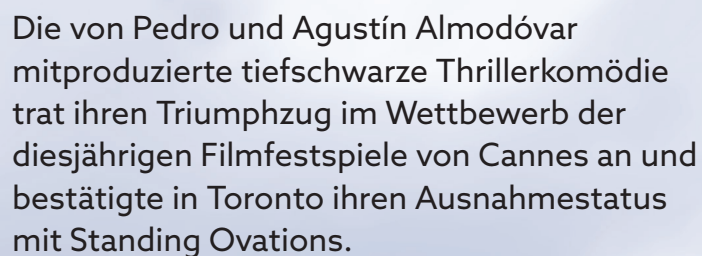 Die von Pedro und Agustín Almodóvar
mitproduzierte tiefschwarze Thrillerkomödie
trat ihren Triumphzug im Wettbewerb der
diesjährigen Filmfestspiele von Cannes an und
bestätigte in Toronto ihren Ausnahmestatus
mit Standing Ovations.